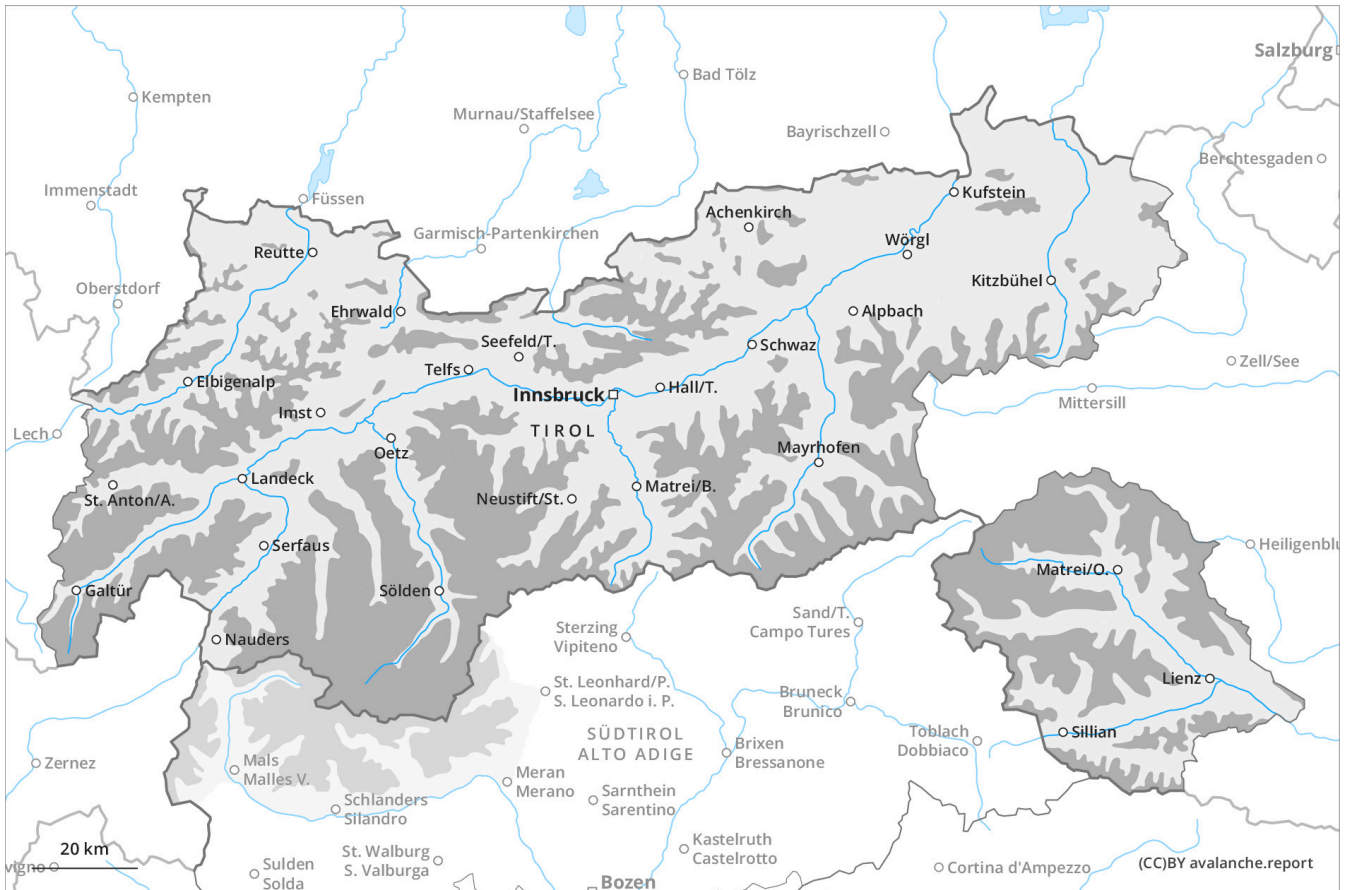 Salzburg
Bad Tölz
Kempten
Murnau/Staffelsee
Bayrischzell
Berchtesgaden
Immenstadt
Füssen
Kufstein
Achenkirch
Garmisch-Partenkirchen
Wörgl
Reutte
Kitzbühel
Oberstdorf
Ehrwald
Alpbach
Seefeld/T.
Schwaz
Zell/See
Telfs
Elbigenalp
Hall/T.
Innsbruck
Mittersill
Imst
TIROL
Lech
Oetz
Mayrhofen
Landeck
Matrei/B.
St. Anton/A.
Neustift/St.
Serfaus
Heiligenblu
Matrei/O.
Galtür
Sölden
Sand/T.
Campo Tures
Nauders
Sterzing
Vipiteno
Lienz
St. Leonhard/P.
S. Leonardo i. P.
Bruneck
Brunico
Sillian
SÜDTIROL
ALTO ADIGE
Toblach
Dobbiaco
Brixen
Bressanone
Zernez
Mals
Malles V.
Meran
Merano
Schlanders
Silandro
Sarnthein
Sarentino
Kastelruth
Castelrotto
20 km
St. Walburg
S. Valburga
vigno
Sulden
Solda
Cortina d'Ampezzo
(CC)BY avalanche.report
Bozen